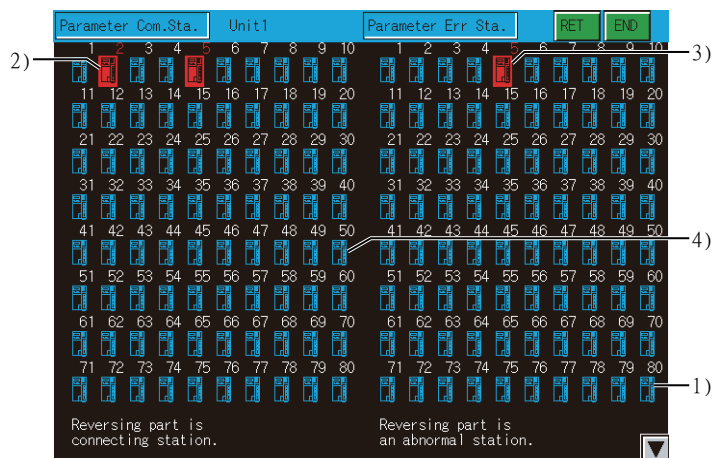 Parameter Com.Sta. Unit1 Parameter Err Sta. RET END
1 2 3 4 5 6 7 8 9 10 1 2 3 4 5 6 7 8 9 10
2)
3)
11 12 13 14 15 16 17 18 19 20 11 12 13 14 15 16 17 18 19 20
21 22 23 24 25 26 27 28 29 30 21 22 23 24 25 26 27 28 29 30
31 32 33 34 35 36 37 38 39 40 31 32 33 34 35 36 37 38 39 40
41 42 43 44 45 46 47 48 49 50 41 42 43 44 45 46 47 48 49 50
4)
51 52 53 54 55 56 57 58 59 60 51 52 53 54 55 56 57 58 59 60
61 62 63 64 65 66 67 68 69 70 61 62 63 64 65 66 67 68 69 70
71 72 73 74 75 76 77 78 79 80 71 72 73 74 75 76 77 78 79 80
1)
Reversing part is
connecting station.
Reversing part is
an abnormal station.